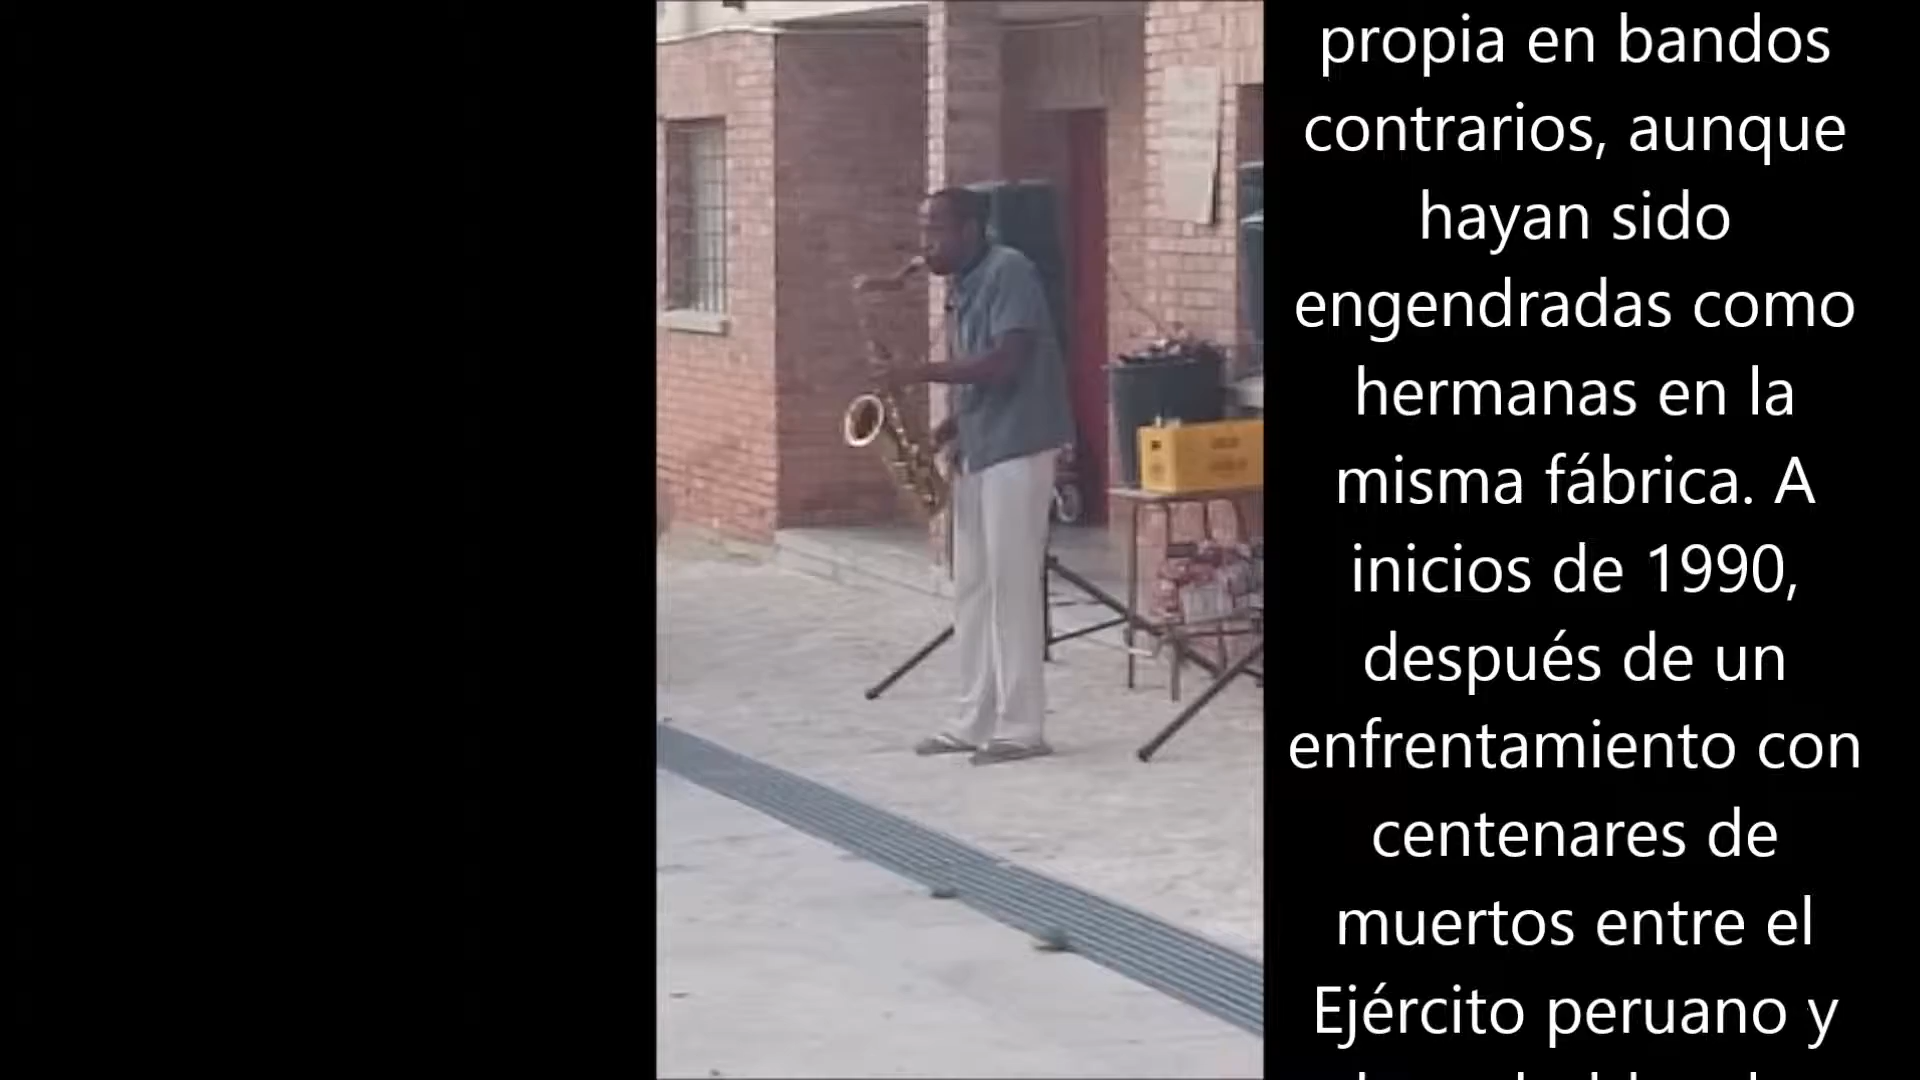 propia en bandos
contrarios, aunque
hayan sido
engendradas como
hermanas en la
misma fábrica. A
inicios de 1990,
después de un
enfrentamiento con
centenares de
muertos entre el
Ejército peruano y